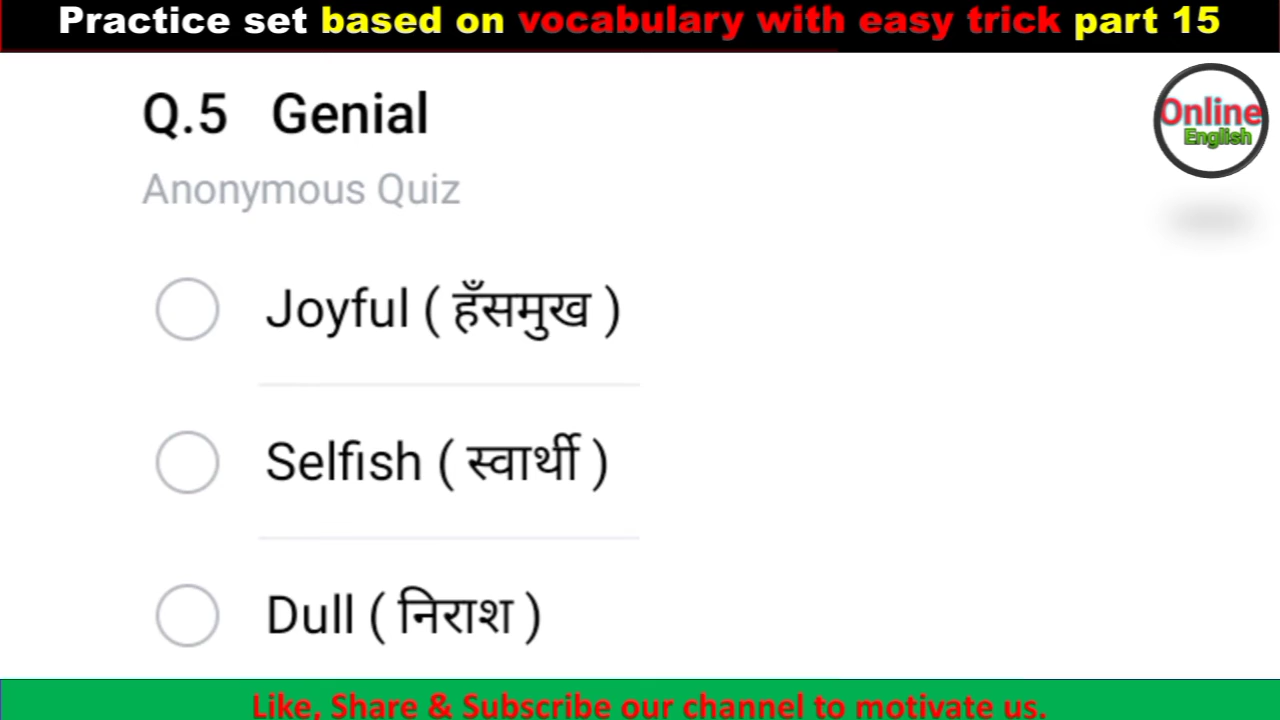 Practice set based on vocabulary with easy trick part 15
Online
English
Q.5 Genial
Anonymous Quiz
Joyful ( हँसमुख )
Selfish ( स्वार्थी )
Dull ( निराश )
Like, Share & Subscribe our channel to motivate us.